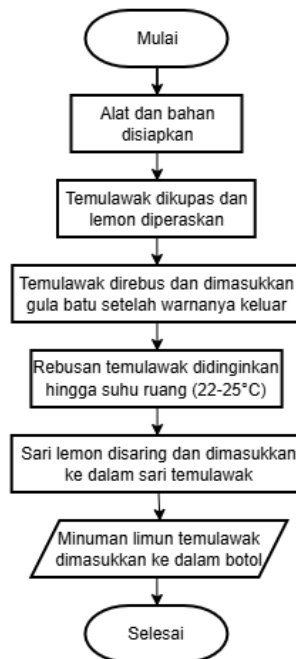 Mulai
Alat dan bahan
disiapkan
Temulawak dikupas dan
lemon diperaskan
Temulawak direbus dan dimasukkan
gula batu setelah warnanya keluar
Rebusan temulawak didinginkan
hingga suhu ruang (22-25°C)
Sari lemon disaring dan dimasukkan
ke dalam sari temulawak
Minuman limun temulawak
dimasukkan ke dalam botol
Selesai